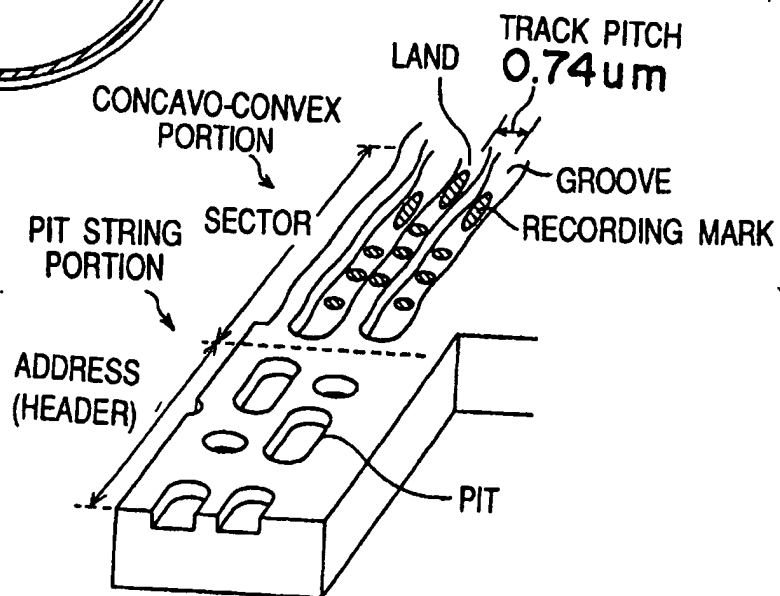 TRACK PITCH
0.74um
LAND
CONCAVO-CONVEX
PORTION
GROOVE
SECTOR
RECORDING MARK
PIT STRING
PORTION
ADDRESS
(HEADER)
PIT